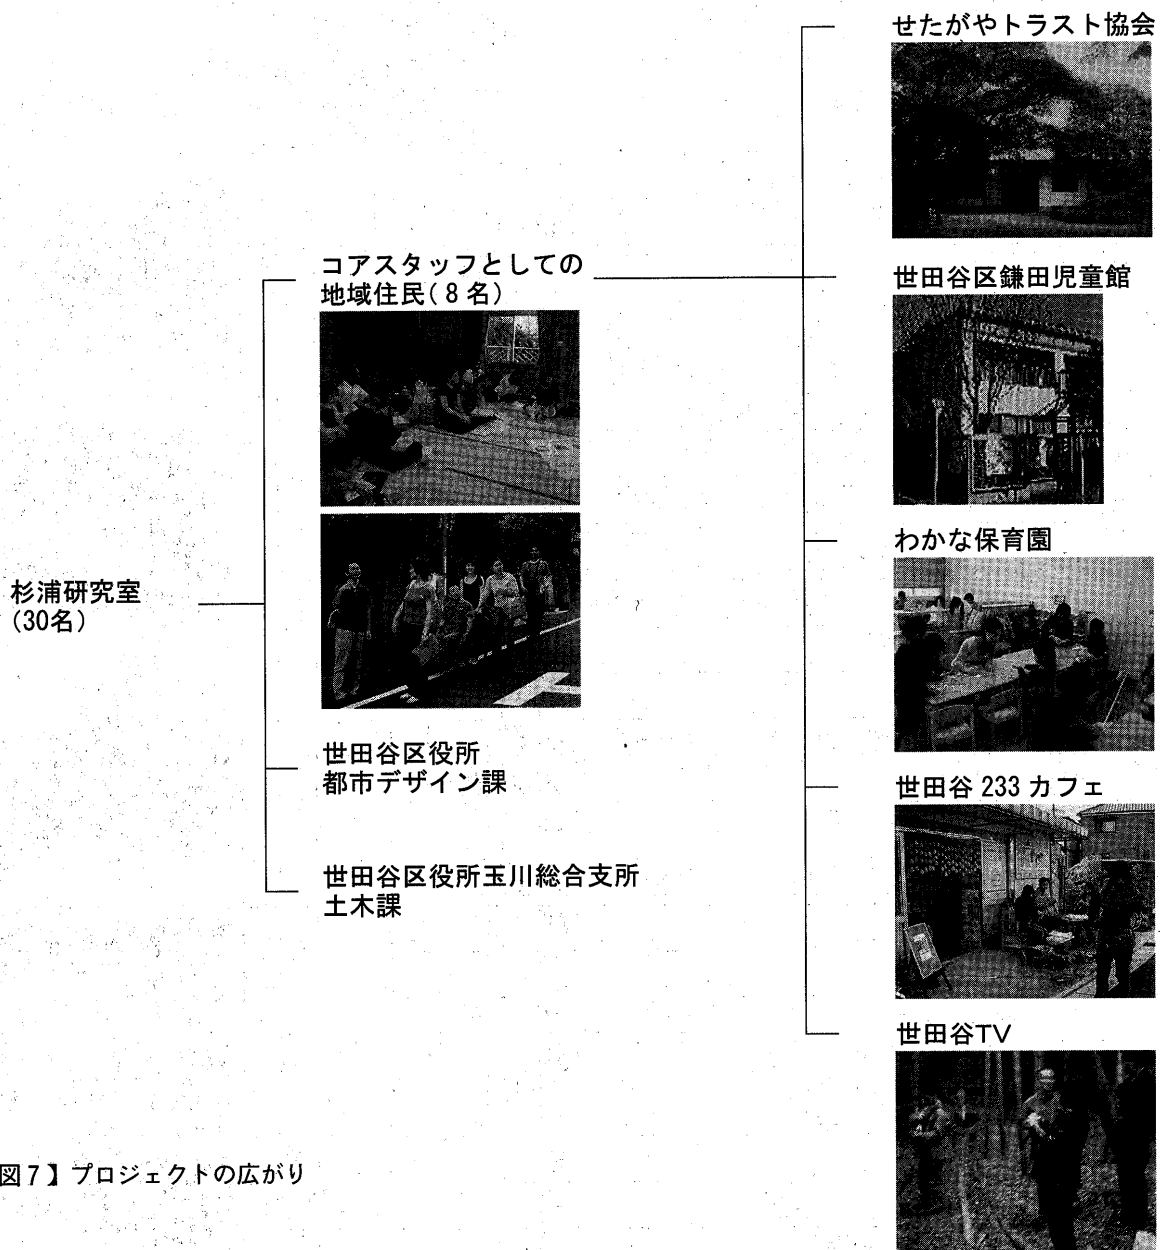 せたがやトラスト協会
コアスタッフとしての
地域住民(8名)
世田谷区鎌田児童館
わかな保育園
杉浦研究室
(30名)
世田谷区役所
都市デザイン課
世田谷 233 カフェ
世田谷区役所玉川総合支所
土木課
世田谷TV
図7】プロジェクトの広がり